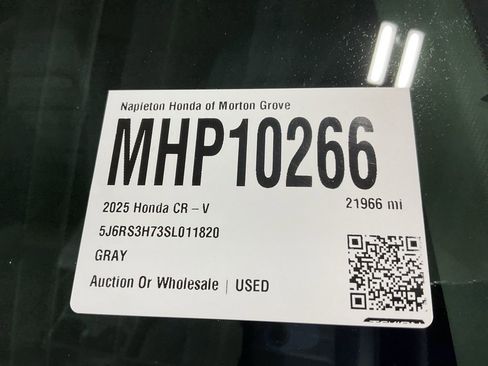 Napleton Honda of Morton Grove
MHP10266
2025 Honda CR-V
21966 mi
5J6RS3H73SL011820
GRAY
Auction Or Wholesale | USED